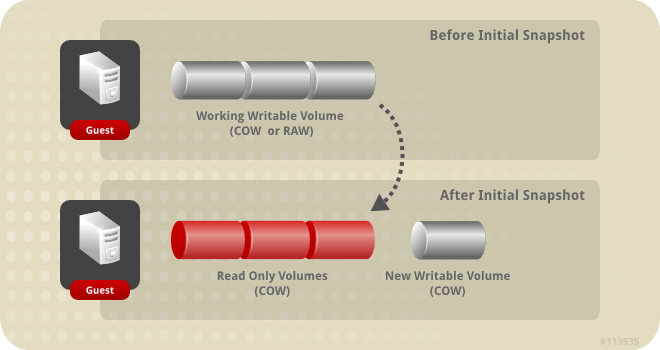 Before Initial Snapshot
Guest
Working Writable Volume
(COW or RAW)
After Initial Snapshot
Guest
Read Only Volumes
(COW)
New Writable Volume
(COW)
#113935